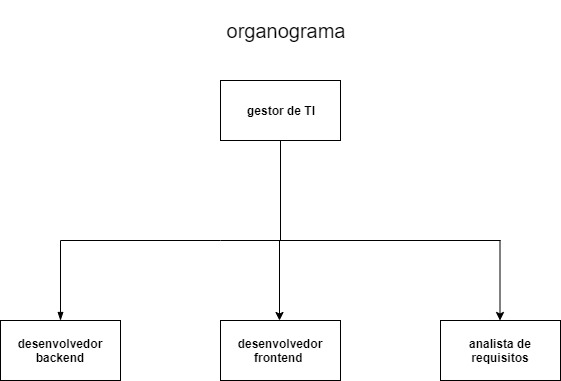 organograma
gestor de TI
desenvolvedor
backend
desenvolvedor
frontend
analista de
requisitos